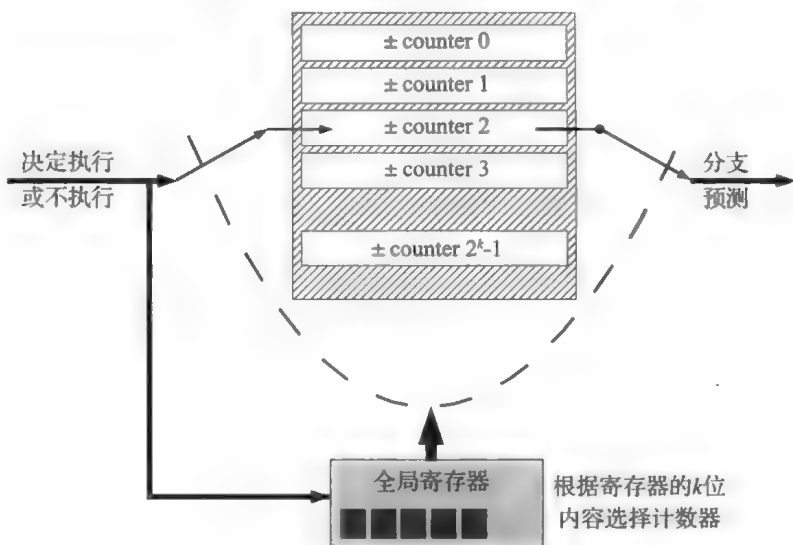 ± counter 0
± counter 1
± counter 2
± counter 3
± counter 2ᵏ-1
决定执行
或不执行
分支
预测
全局寄存器
根据寄存器的k位
内容选择计数器